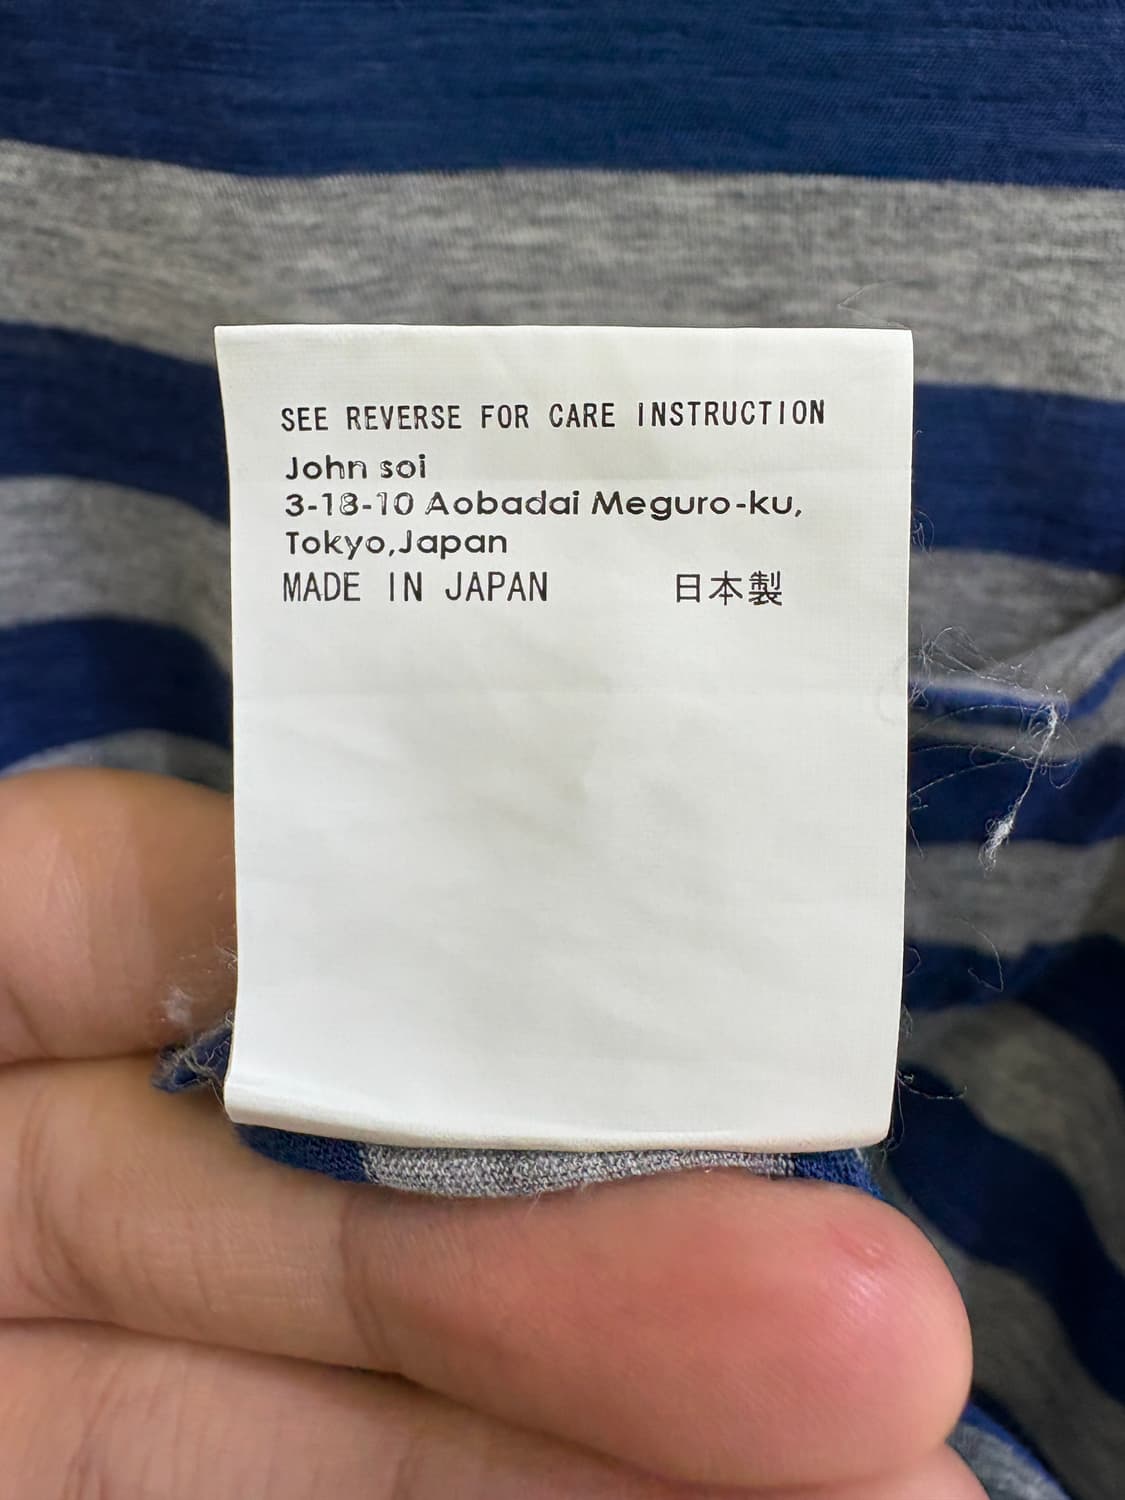 SEE REVERSE FOR CARE INSTRUCTION
John soi
3-18-10 Aobadai Meguro-ku,
Tokyo,Japan
MADE IN JAPAN 日本製